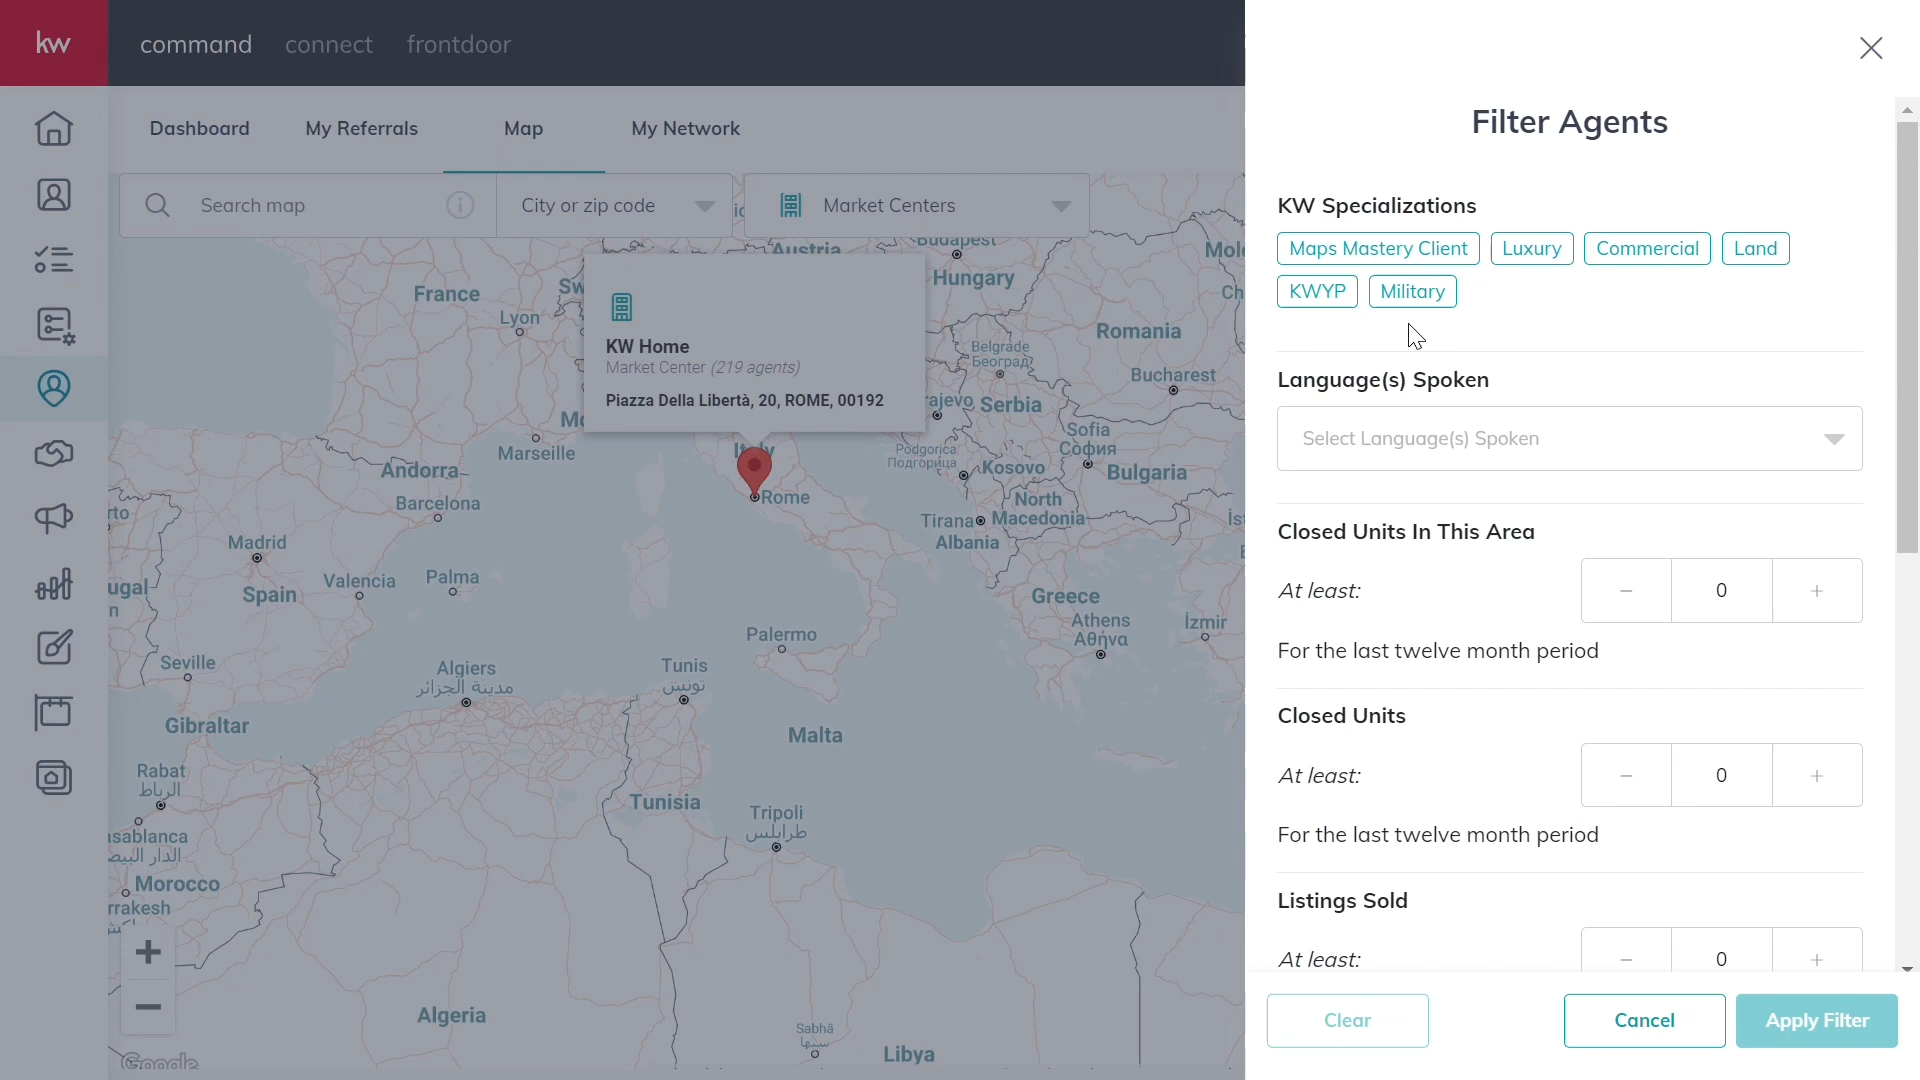 kw
command connect frontdoor
Dashboard My Referrals Map My Network
Search map
City or zip code
Market Centers
Austria
Budapest
Hungary
France
Lyon
Romania
Belgrade
Београд
Bucharest
Serbia
KW Home
Market Center (219 agents)
Piazza Della Libertà, 20, ROME, 00192
Marseille
Italy
Sofia
София
Podgorica
Подгорица
Kosovo
Bulgaria
Andorra
Barcelona
Rome
North
Macedonia
Tirana
Albania
Madrid
Valencia
Palma
Spain
Greece
Athens
Αθήνα
İzmir
Palermo
Seville
Algiers
مدينة الجزائر
Tunis
تونس
Gibraltar
Malta
Rabat
الرباط
Tunisia
Tripoli
طرابلس
Morocco
Algeria
Sabhā
سبها
Libya
Google
Filter Agents
KW Specializations
Maps Mastery Client Luxury Commercial Land
KWYP Military
Language(s) Spoken
Select Language(s) Spoken
Closed Units In This Area
At least: − 0 +
For the last twelve month period
Closed Units
At least: − 0 +
For the last twelve month period
Listings Sold
At least: − 0 +
Clear Cancel Apply Filter